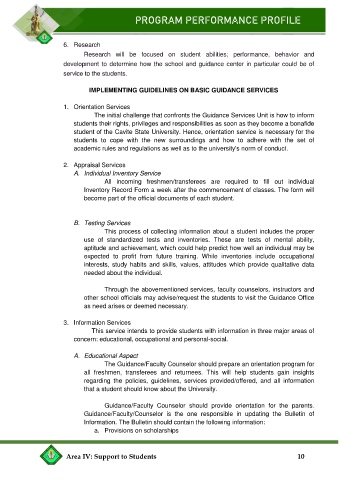 PROGRAM PERFORMANCE PROFILE
6. Research
Research will be focused on student abilities; performance, behavior and
development to determine how the school and guidance center in particular could be of
service to the students.
IMPLEMENTING GUIDELINES ON BASIC GUIDANCE SERVICES
1. Orientation Services
The initial challenge that confronts the Guidance Services Unit is how to inform
students their rights, privileges and responsibilities as soon as they become a bonafide
student of the Cavite State University. Hence, orientation service is necessary for the
students to cope with the new surroundings and how to adhere with the set of
academic rules and regulations as well as to the university's norm of conduct.
2. Appraisal Services
A. Individual Inventory Service
All incoming freshmen/transferees are required to fill out individual
Inventory Record Form a week after the commencement of classes. The form will
become part of the official documents of each student.
B. Testing Services
This process of collecting information about a student includes the proper
use of standardized tests and inventories. These are tests of mental ability,
aptitude and achievement, which could help predict how well an individual may be
expected to profit from future training. While inventories include occupational
interests, study habits and skills, values, attitudes which provide qualitative data
needed about the individual.
Through the abovementioned services, faculty counselors, instructors and
other school officials may advise/request the students to visit the Guidance Office
as need arises or deemed necessary.
3. Information Services
This service intends to provide students with information in three major areas of
concern: educational, occupational and personal-social.
A. Educational Aspect
The Guidance/Faculty Counselor should prepare an orientation program for
all freshmen, transferees and returnees. This will help students gain insights
regarding the policies, guidelines, services provided/offered, and all information
that a student should know about the University.
Guidance/Faculty Counselor should provide orientation for the parents.
Guidance/Faculty/Counselor is the one responsible in updating the Bulletin of
Information. The Bulletin should contain the following information:
a. Provisions on scholarships
Area IV: Support to Students 10